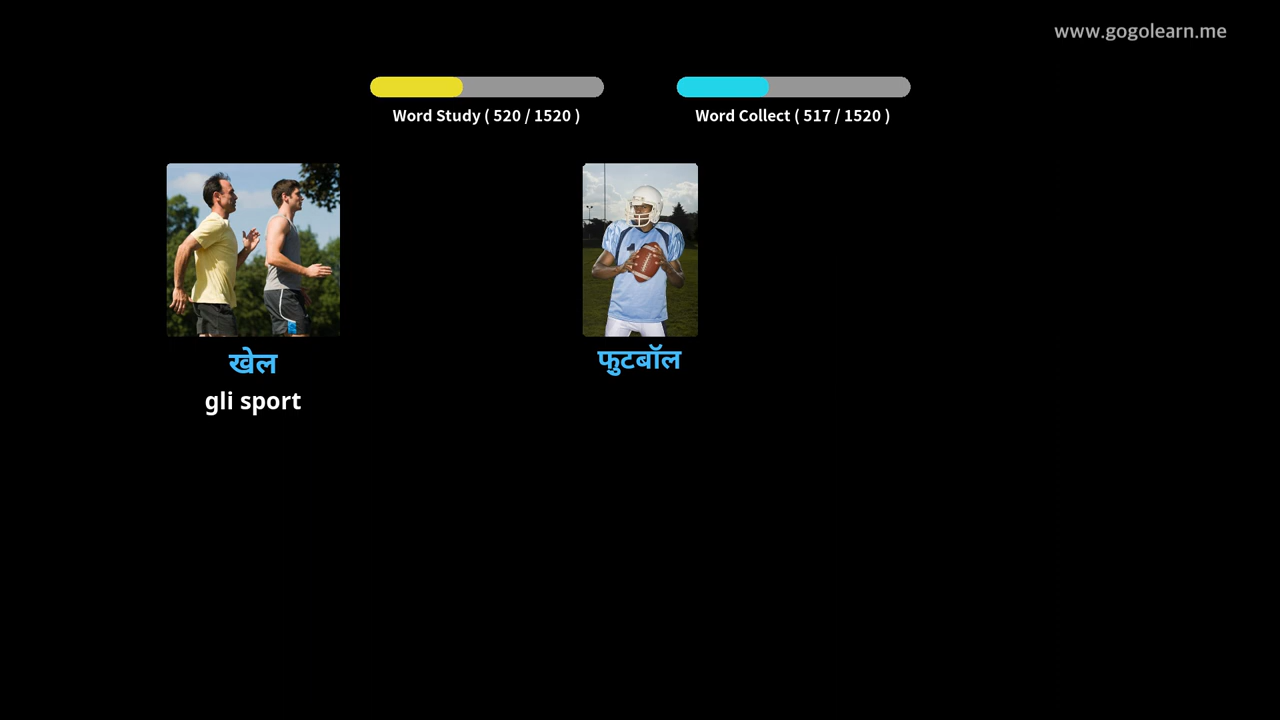 www.gogolearn.me
Word Study ( 520 / 1520 )
Word Collect ( 517 / 1520 )
खेल
gli sport
फ़ुटबॉल